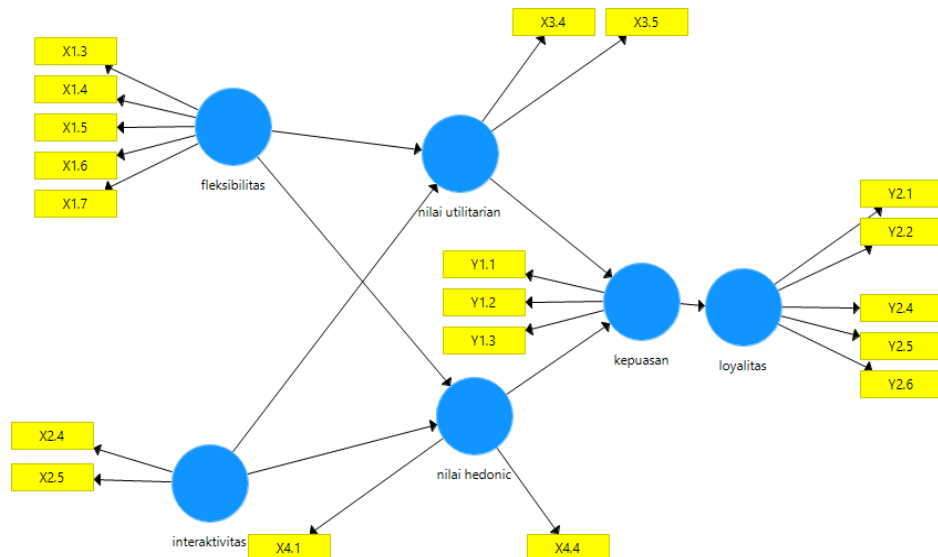 X3.4
X3.5
X1.3
X1.4
X1.5
X1.6
X1.7
fleksibilitas
nilai utilitarian
Y2.1
Y2.2
Y1.1
Y1.2
Y1.3
kepuasan
loyalitas
Y2.4
Y2.5
Y2.6
X2.4
X2.5
interaktivitas
nilai hedonic
X4.1
X4.4